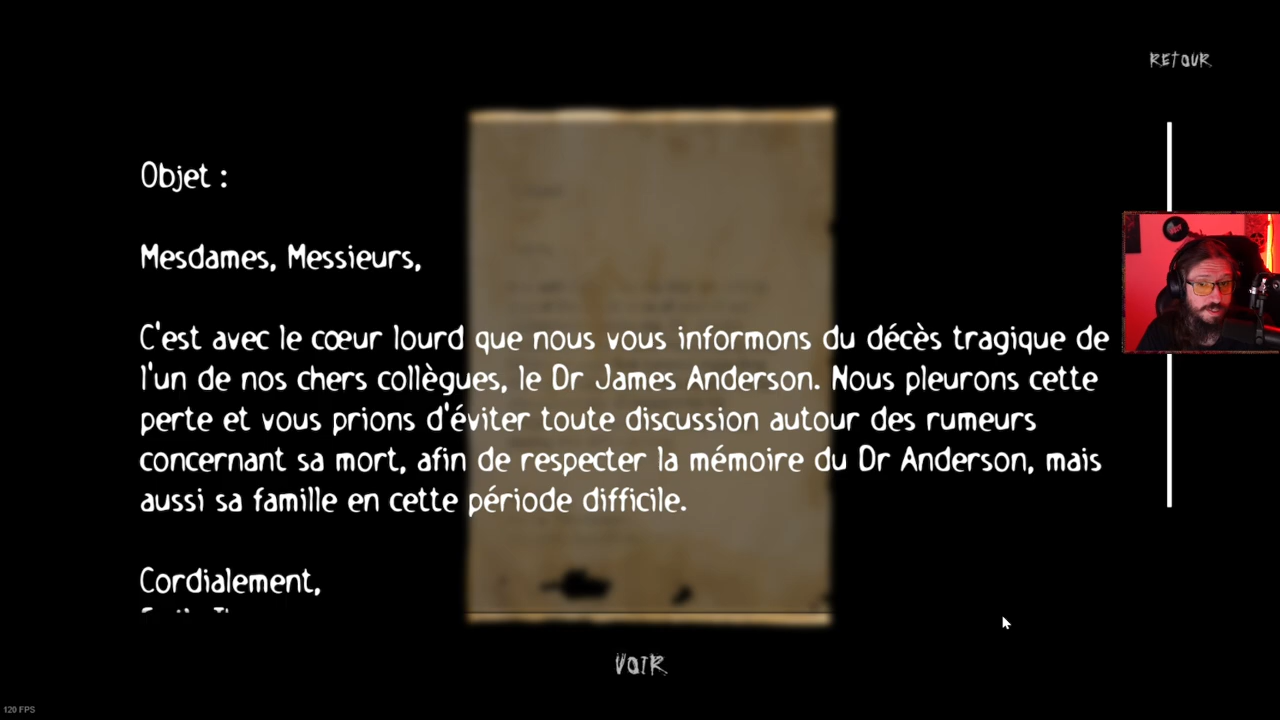 RETOUR
Objet :
Mesdames, Messieurs,
C'est avec le cœur lourd que nous vous informons du décès tragique de
l'un de nos chers collègues, le Dr James Anderson. Nous pleurons cette
perte et vous prions d'éviter toute discussion autour des rumeurs
concernant sa mort, afin de respecter la mémoire du Dr Anderson, mais
aussi sa famille en cette période difficile.
Cordialement,
VOIR
120 FPS